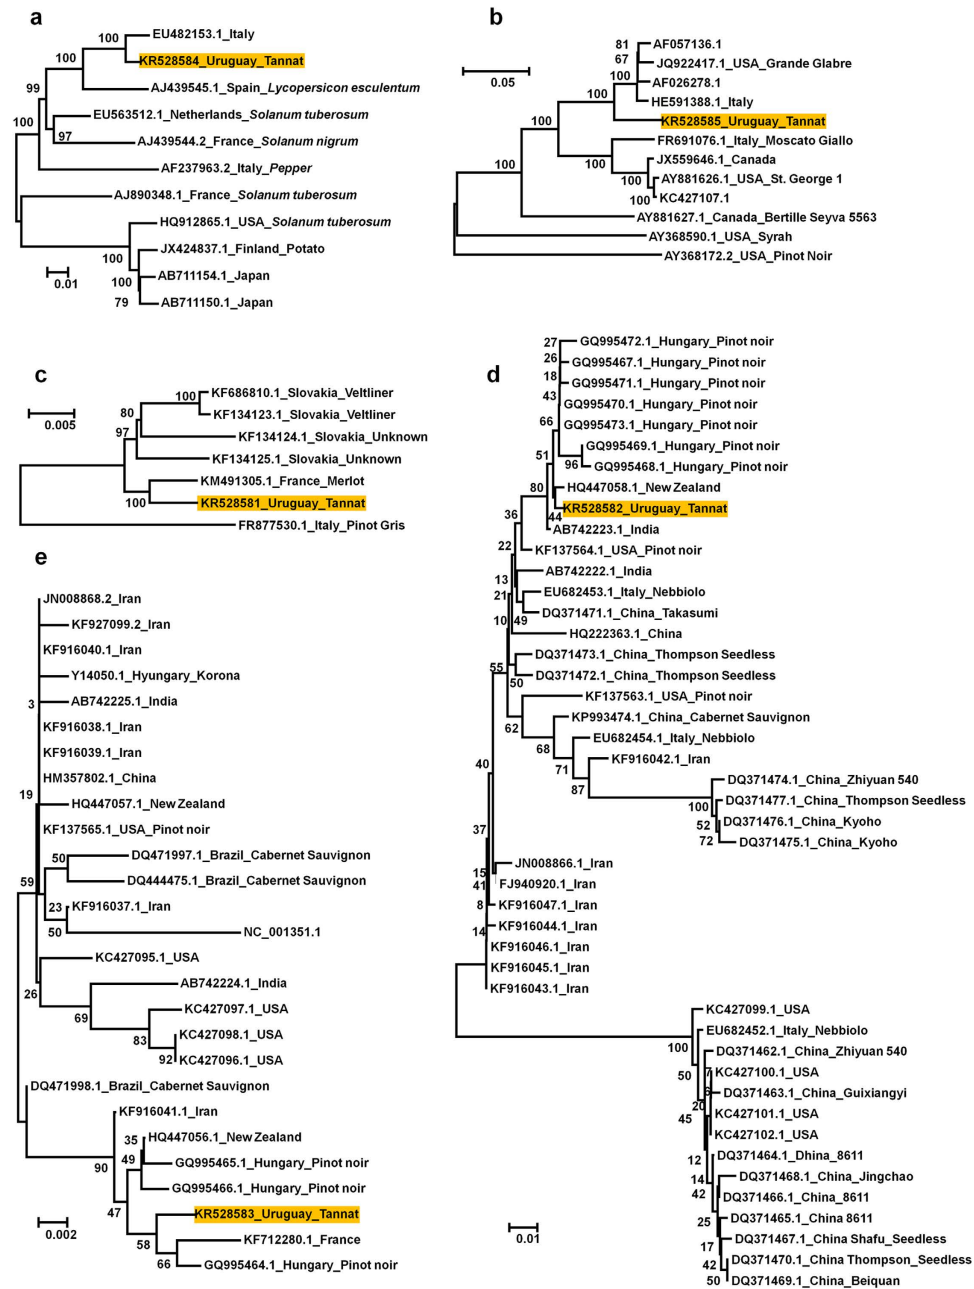 a
EU482153.1_Italy
100
KR528584_Uruguay_Tannat
100
AJ439545.1_Spain_Lycopersicon esculentum
99
EU563512.1_Netherlands_Solanum tuberosum
100
97
AJ439544.2_France_Solanum nigrum
AF237963.2_Italy_Pepper
AJ890348.1_France_Solanum tuberosum
HQ912865.1_USA_Solanum tuberosum
JX424837.1_Finland_Potato
100
0.01
AB711154.1_Japan
100
79
AB711150.1_Japan
b
81
AF057136.1
67
JQ922417.1_USA_Grande Glabre
0.05
100
AF026278.1
100
HE591388.1_Italy
100
KR528585_Uruguay_Tannat
FR691076.1_Italy_Moscato Giallo
100
100
JX559646.1_Canada
100
AY881626.1_USA_St. George 1
100
KC427107.1
AY881627.1_Canada_Bertille Seyva 5563
AY368590.1_USA_Syrah
AY368172.2_USA_Pinot Noir
c
100
KF686810.1_Slovakia_Veltliner
0.005
80
KF134123.1_Slovakia_Veltliner
97
KF134124.1_Slovakia_Unknown
KF134125.1_Slovakia_Unknown
KM491305.1_France_Merlot
100
KR528581_Uruguay_Tannat
FR877530.1_Italy_Pinot Gris
d
27
GQ995472.1_Hungary_Pinot noir
26
GQ995467.1_Hungary_Pinot noir
18
GQ995471.1_Hungary_Pinot noir
43
GQ995470.1_Hungary_Pinot noir
66
GQ995473.1_Hungary_Pinot noir
GQ995469.1_Hungary_Pinot noir
51
96
GQ995468.1_Hungary_Pinot noir
80
HQ447058.1_New Zealand
KR528582_Uruguay_Tannat
44
36
AB742223.1_India
22
KF137564.1_USA_Pinot noir
AB742222.1_India
13
21
EU682453.1_Italy_Nebbiolo
DQ371471.1_China_Takasumi
10
49
HQ222363.1_China
DQ371473.1_China_Thompson Seedless
55
50
DQ371472.1_China_Thompson Seedless
KF137563.1_USA_Pinot noir
KP993474.1_China_Cabernet Sauvignon
62
EU682454.1_Italy_Nebbiolo
68
KF916042.1_Iran
40
71
DQ371474.1_China_Zhiyuan 540
87
DQ371477.1_China_Thompson Seedless
100
DQ371476.1_China_Kyoho
52
37
DQ371475.1_China_Kyoho
72
JN008866.1_Iran
15
41
FJ940920.1_Iran
8
KF916047.1_Iran
KF916044.1_Iran
14
KF916046.1_Iran
KF916045.1_Iran
KF916043.1_Iran
KC427099.1_USA
EU682452.1_Italy_Nebbiolo
100
DQ371462.1_China_Zhiyuan 540
50
7
KC427100.1_USA
6
DQ371463.1_China_Guixiangyi
20
KC427101.1_USA
45
KC427102.1_USA
12
DQ371464.1_Dhina_8611
14
DQ371468.1_China_Jingchao
42
DQ371466.1_China_8611
25
DQ371465.1_China 8611
0.01
DQ371467.1_China Shafu_Seedless
17
DQ371470.1_China Thompson_Seedless
42
50
DQ371469.1_China_Beiquan
e
JN008868.2_Iran
KF927099.2_Iran
KF916040.1_Iran
Y14050.1_Hyungary_Korona
3
AB742225.1_India
KF916038.1_Iran
KF916039.1_Iran
HM357802.1_China
19
HQ447057.1_New Zealand
KF137565.1_USA_Pinot noir
50
DQ471997.1_Brazil_Cabernet Sauvignon
59
DQ444475.1_Brazil_Cabernet Sauvignon
23
KF916037.1_Iran
50
NC_001351.1
KC427095.1_USA
26
AB742224.1_India
69
KC427097.1_USA
83
KC427098.1_USA
92
KC427096.1_USA
DQ471998.1_Brazil_Cabernet Sauvignon
KF916041.1_Iran
35
HQ447056.1_New Zealand
49
90
GQ995465.1_Hungary_Pinot noir
GQ995466.1_Hungary_Pinot noir
47
KR528583_Uruguay_Tannat
0.002
58
KF712280.1_France
66
GQ995464.1_Hungary_Pinot noir